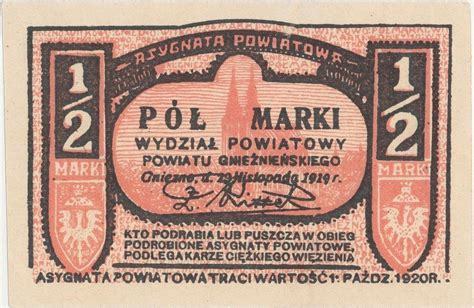 ASYGNATA POWIATOWA
1/2
1/2
PÓŁ MARKI
WYDZIAŁ POWIATOWY
POWIATU GNIEŹNIEŃSKIEGO
Gniezno, d. 29 listopada 1919 r.
MARKI
MARKI
KTO PODRABIA LUB PUSZCZA W OBIEG
PODROBIONE ASYGNATY POWIATOWE,
PODLEGA KARZE CIĘŻKIEGO WIĘZIENIA
ASYGNATA POWIATOWA TRACI WARTOŚĆ 1: PAŹDZ. 1920R.